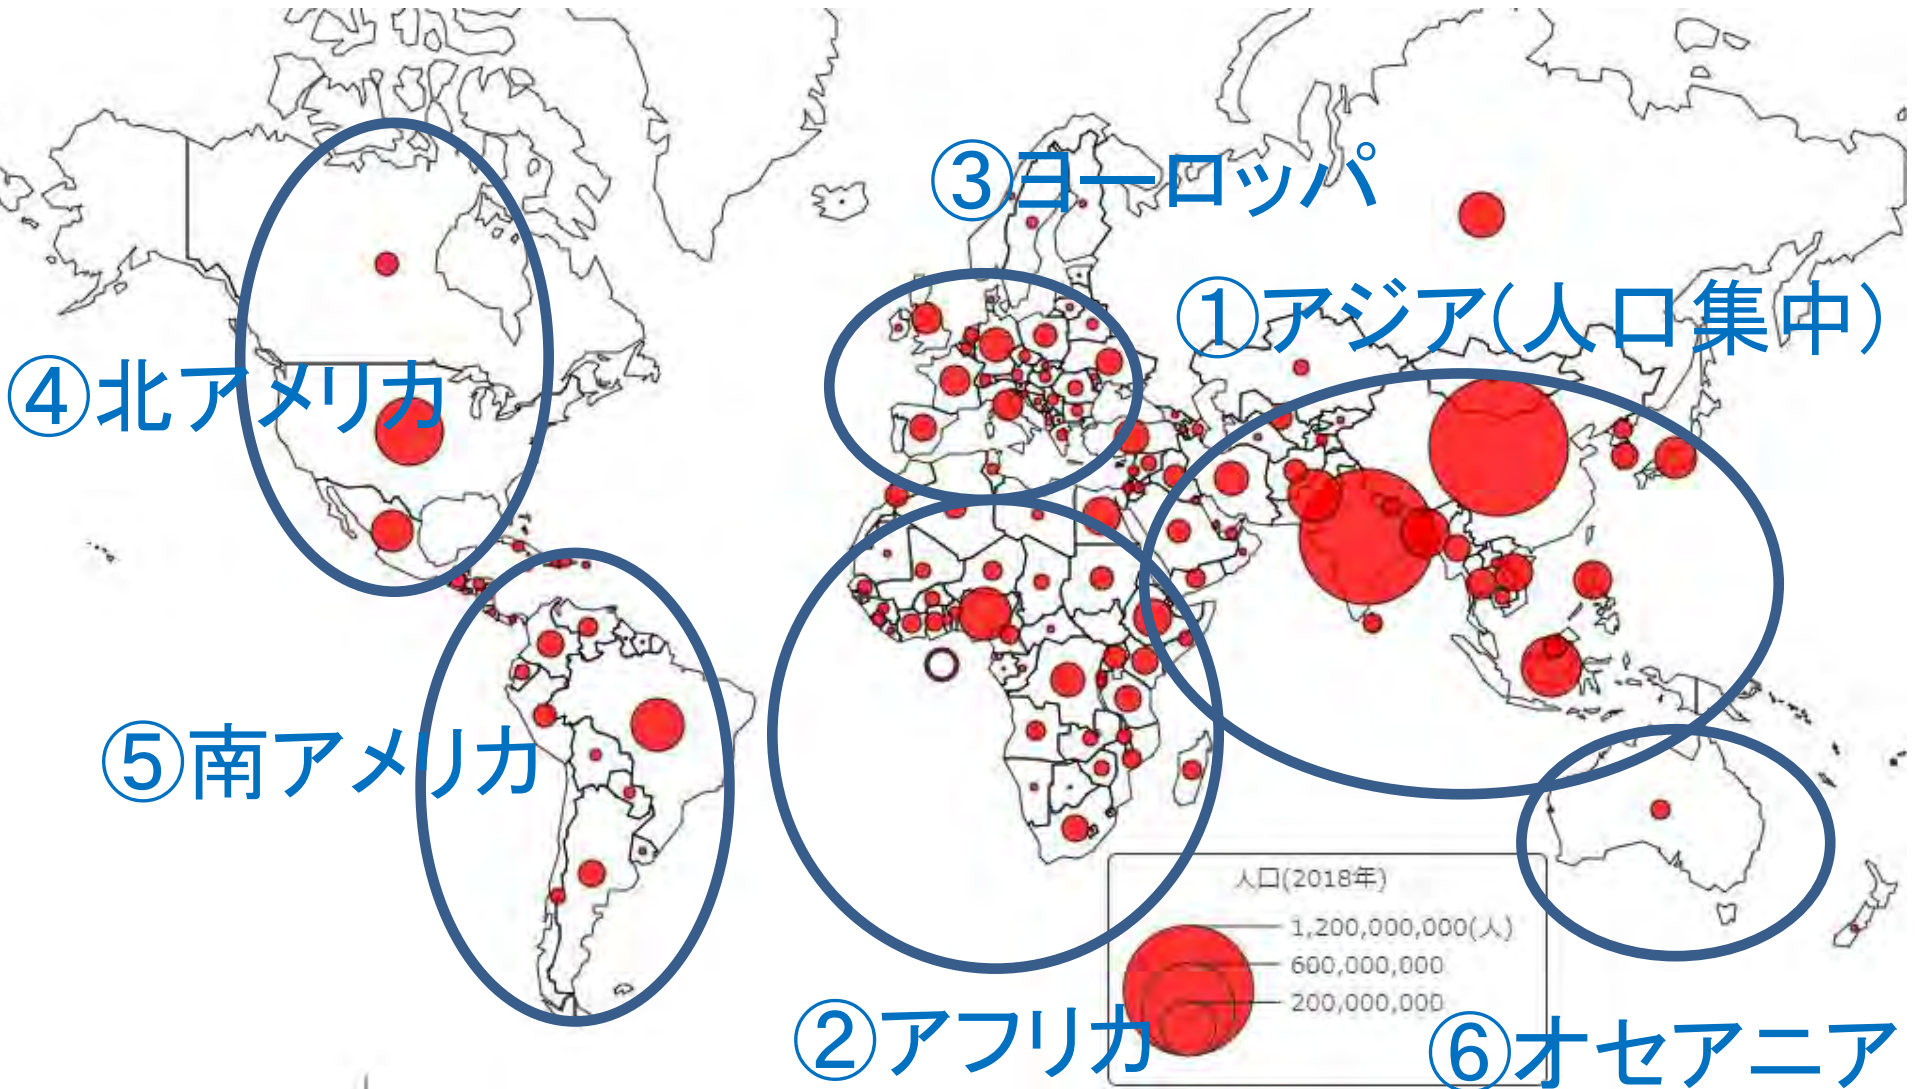 ③ヨーロッパ
①アジア(人口集中)
④北アメリカ
⑤南アメリカ
人口(2018年)
1,200,000,000(人)
600,000,000
200,000,000
②アフリカ
⑥オセアニア